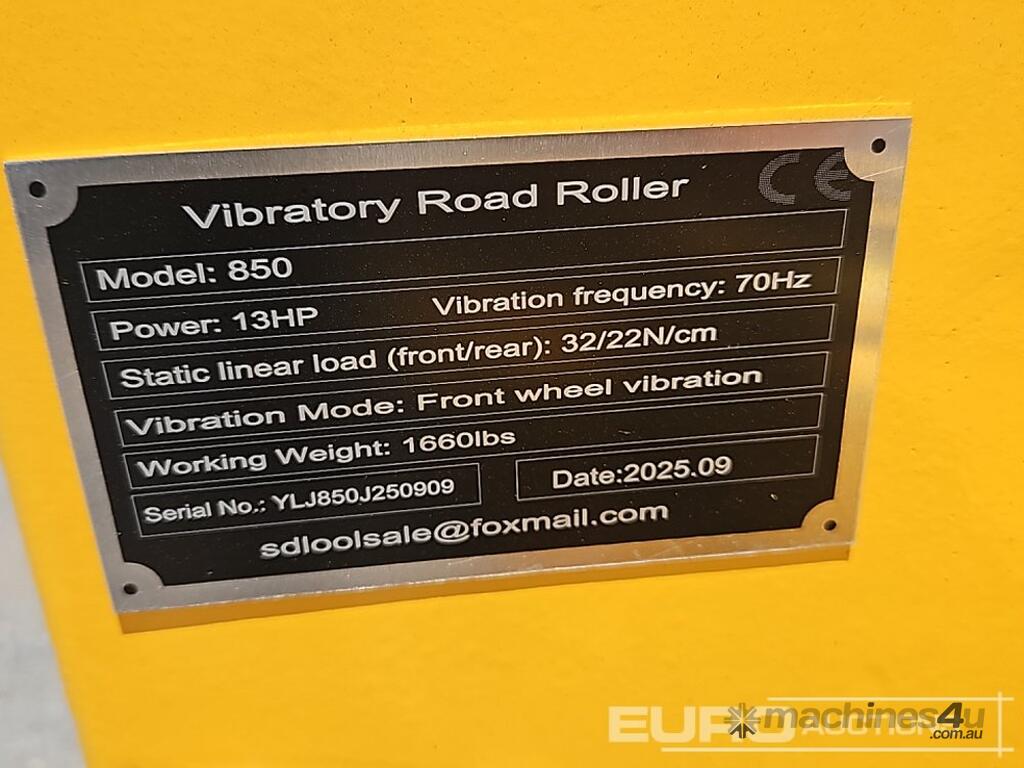 Vibratory Road Roller
CE
Model: 850
Power: 13HP Vibration frequency: 70Hz
Static linear load (front/rear): 32/22N/cm
Vibration Mode: Front wheel vibration
Working Weight: 1660lbs
Serial No.: YLJ850J250909 Date:2025.09
sdloolsale@foxmail.com
EURO AUCTIONS
machines4u
.com.au